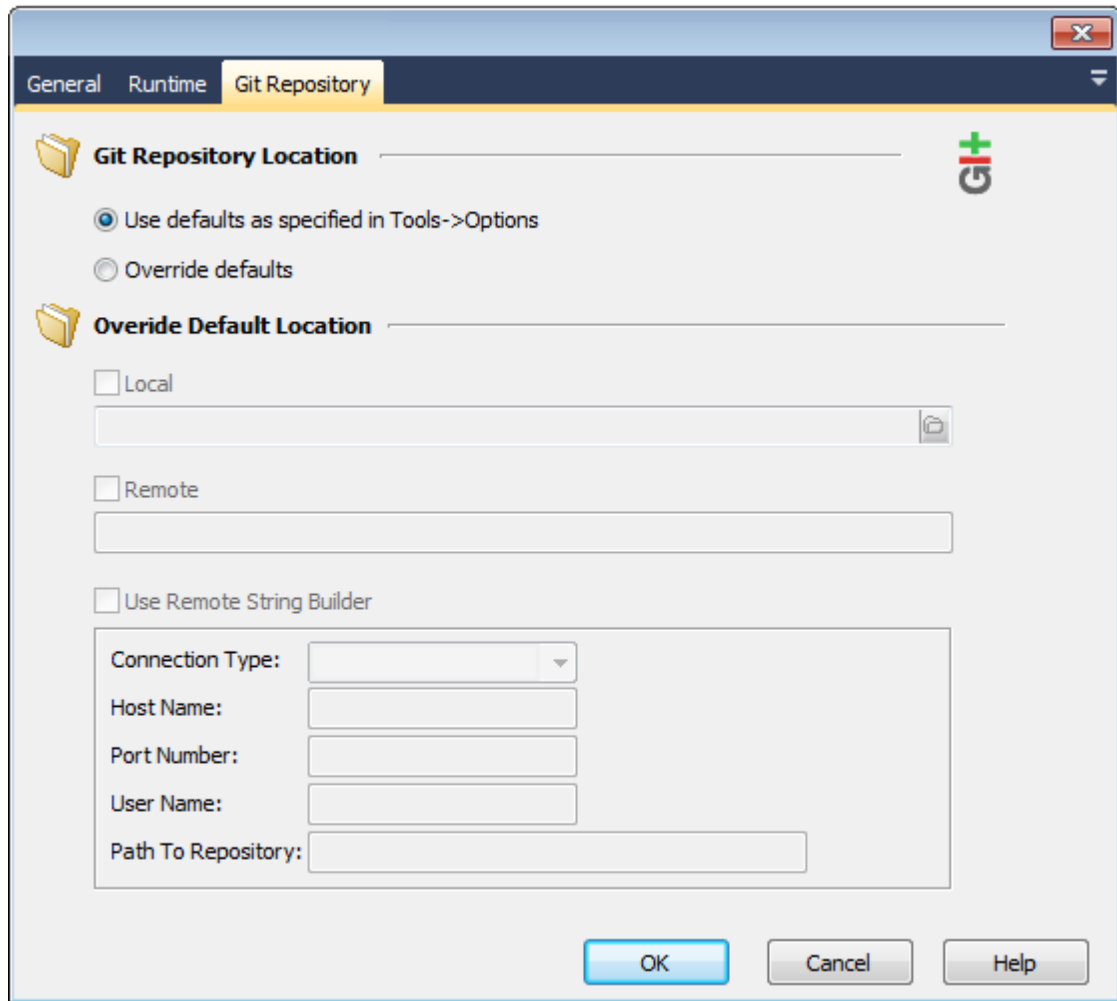 General Runtime Git Repository
Git Repository Location
GIt
Use defaults as specified in Tools->Options
Override defaults
Overide Default Location
Local
Remote
Use Remote String Builder
Connection Type:
Host Name:
Port Number:
User Name:
Path To Repository:
OK Cancel Help